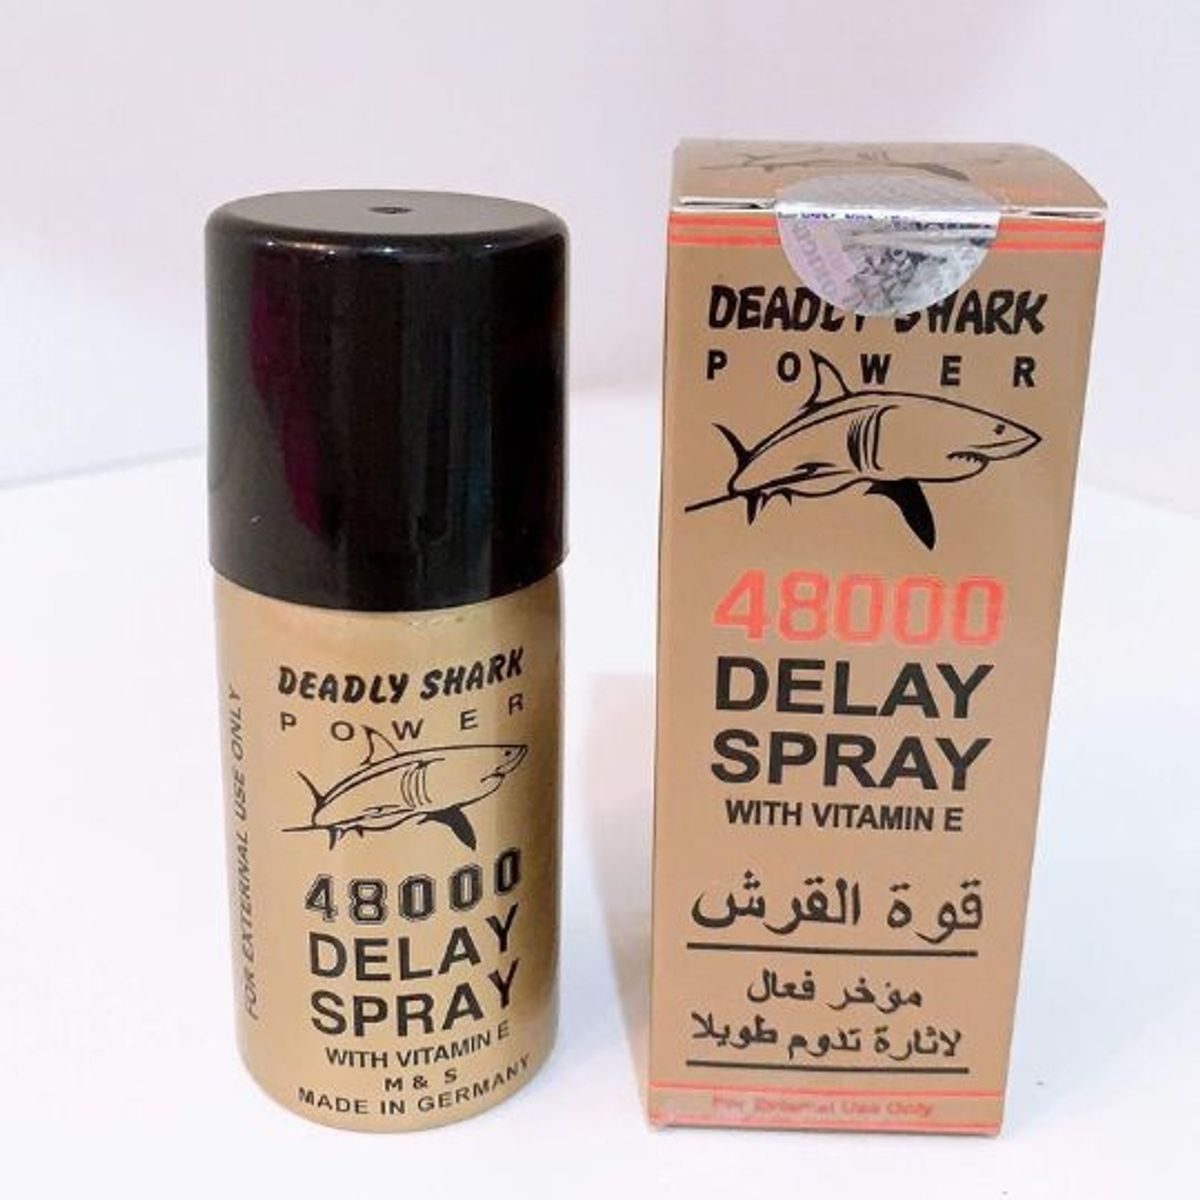 DEADLY SHARK
POWER
48000
DELAY
SPRAY
WITH VITAMIN E
M & S
MADE IN GERMANY
FOR EXTERNAL USE ONLY
DEADLY SHARK
POWER
48000
DELAY
SPRAY
WITH VITAMIN E
قوة القرش
مؤخر فعال
لاثارة تدوم طويلا
For External Use Only